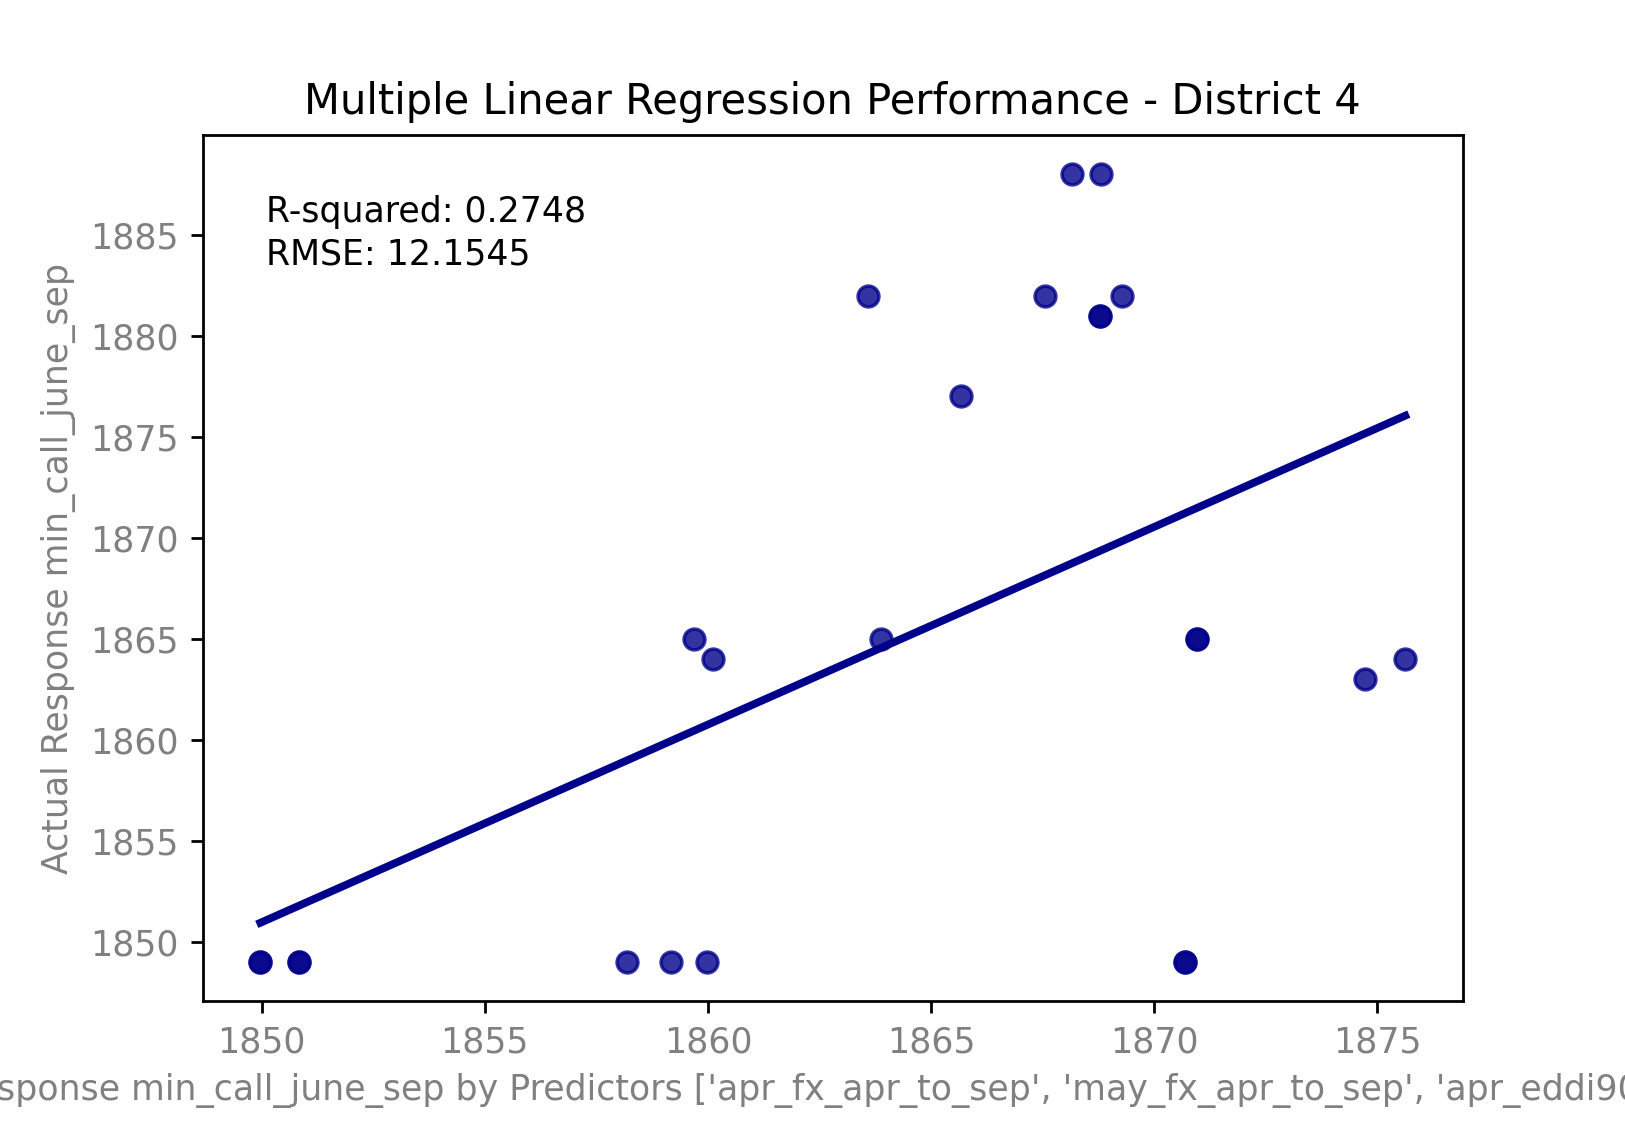 Multiple Linear Regression Performance - District 4
R-squared: 0.2748
RMSE: 12.1545
Actual Response min_call_june_sep
1885
1880
1875
1870
1865
1860
1855
1850
1850 1855 1860 1865 1870 1875
sponse min_call_june_sep by Predictors ['apr_fx_apr_to_sep', 'may_fx_apr_to_sep', 'apr_eddi90